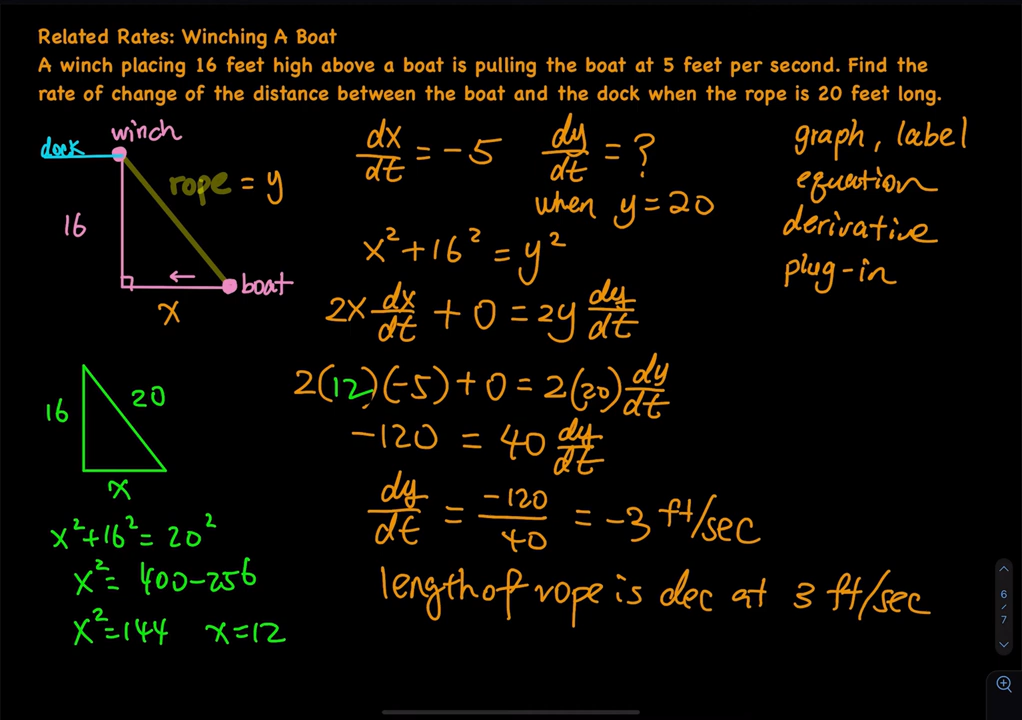 Related Rates: Winching A Boat
A winch placing 16 feet high above a boat is pulling the boat at 5 feet per second. Find the
rate of change of the distance between the boat and the dock when the rope is 20 feet long.
dock
winch
rope = y
16
boat
x
dx/dt = -5 dy/dt = ?
when y = 20
x² + 16² = y²
2x dx/dt + 0 = 2y dy/dt
2(12)(-5) + 0 = 2(20) dy/dt
-120 = 40 dy/dt
dy/dt = -120/40 = -3 ft/sec
length of rope is dec at 3 ft/sec
graph, label
equation
derivative
plug-in
16
20
x
x² + 16² = 20²
x² = 400 - 256
x² = 144 x = 12
6
/
7